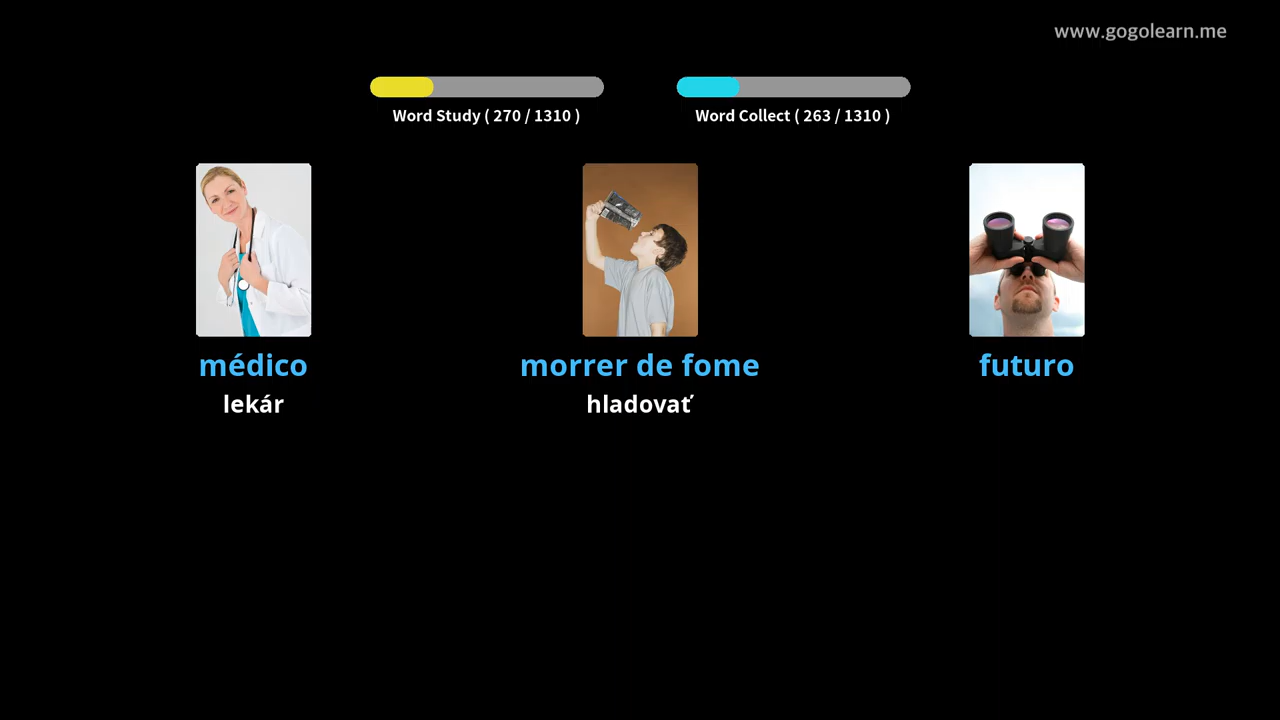 www.gogolearn.me
Word Study ( 270 / 1310 )
Word Collect ( 263 / 1310 )
médico
morrer de fome
futuro
lekár
hladovať